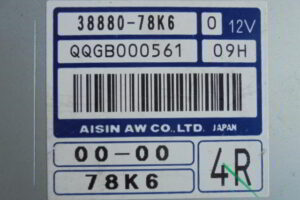 38880-78K6 0 12V
QQGB000561 09H
AISIN AW CO.,LTD. JAPAN
00-00
78K6 4R